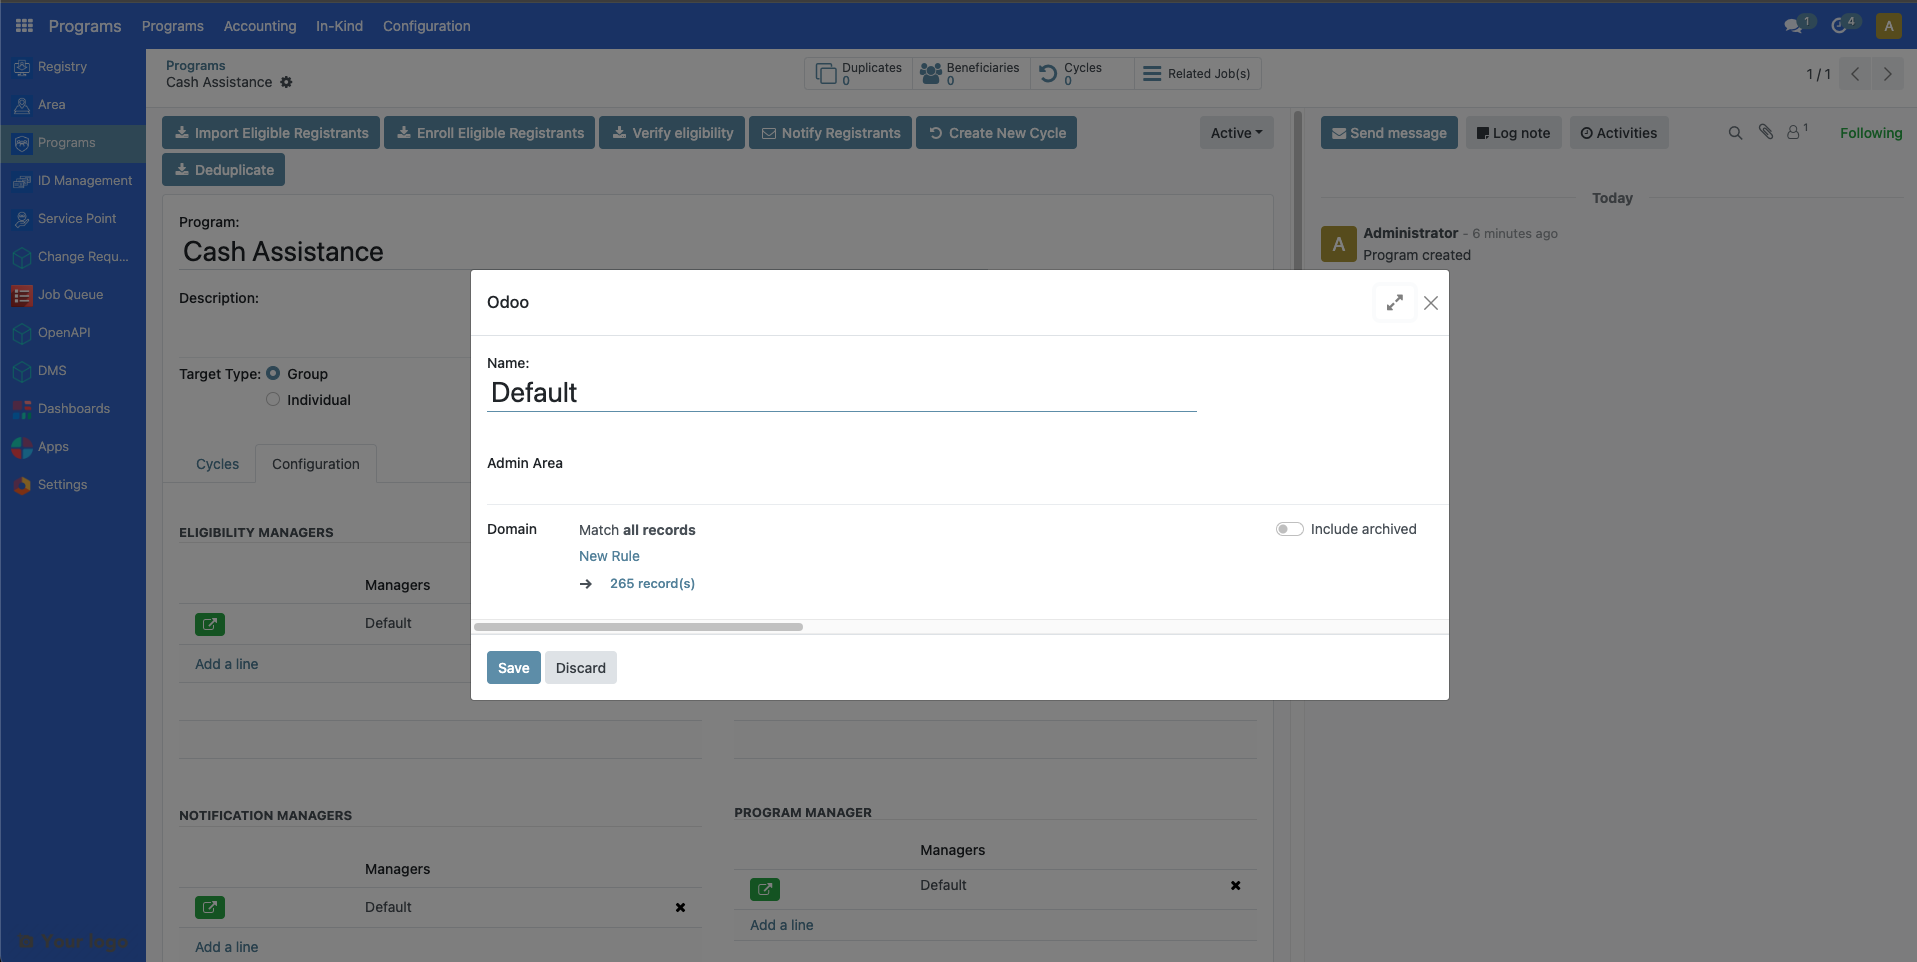 Programs
Programs
Accounting
In-Kind
Configuration
1
4
A
Registry
Area
Programs
ID Management
Service Point
Change Requ...
Job Queue
OpenAPI
DMS
Dashboards
Apps
Settings
Your logo
Programs
Cash Assistance
Duplicates
0
Beneficiaries
0
Cycles
0
Related Job(s)
1 / 1
Import Eligible Registrants
Enroll Eligible Registrants
Verify eligibility
Notify Registrants
Create New Cycle
Active
Deduplicate
Send message
Log note
Activities
1
Following
Today
A
Administrator - 6 minutes ago
Program created
Program:
Cash Assistance
Description:
Target Type:
Group
Individual
Cycles
Configuration
ELIGIBILITY MANAGERS
Managers
Default
Add a line
Odoo
Name:
Default
Admin Area
Domain
Match all records
Include archived
New Rule
265 record(s)
Save
Discard
NOTIFICATION MANAGERS
Managers
Default
Add a line
PROGRAM MANAGER
Managers
Default
Add a line